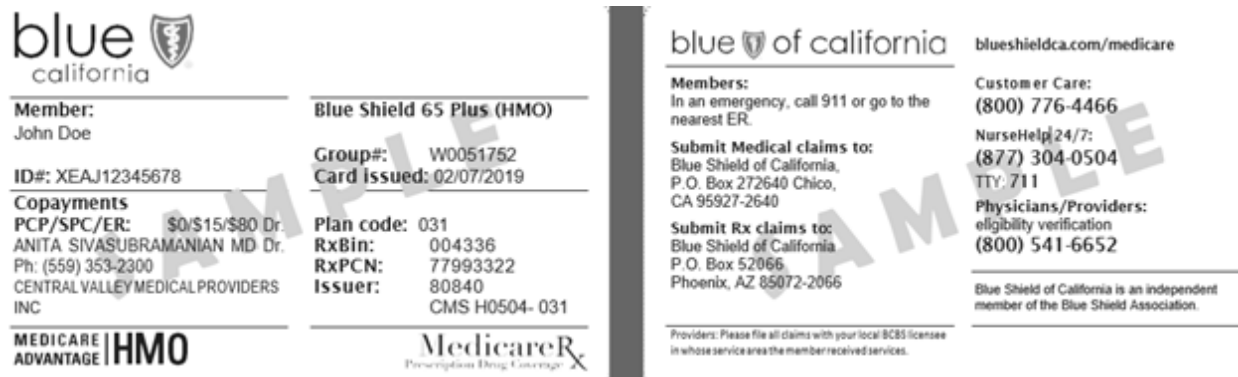 blue
california
Member:
John Doe
ID#: XEAJ12345678
Blue Shield 65 Plus (HMO)
Group#: W0051752
Card issued: 02/07/2019
Copayments
PCP/SPC/ER: $0/$15/$80 Dr.
ANITA SIVASUBRAMANIAN MD Dr.
Ph: (559) 353-2300
CENTRAL VALLEY MEDICAL PROVIDERS
INC
Plan code: 031
RxBin: 004336
RxPCN: 77993322
Issuer: 80840
CMS H0504- 031
SAMPLE
MEDICARE
ADVANTAGE HMO
MedicareRx
Prescription Drug Coverage
blue of california
Members:
In an emergency, call 911 or go to the
nearest ER.
Submit Medical claims to:
Blue Shield of California,
P.O. Box 272640 Chico,
CA 95927-2640
Submit Rx claims to:
Blue Shield of California
P.O. Box 52066
Phoenix, AZ 85072-2066
Providers: Please file all claims with your local BCBS licensee
in whose service area the member received services.
blueshieldca.com/medicare
Customer Care:
(800) 776-4466
NurseHelp 24/7:
(877) 304-0504
TTY: 711
Physicians/Providers:
eligibility verification
(800) 541-6652
Blue Shield of California is an independent
member of the Blue Shield Association.
SAMPLE